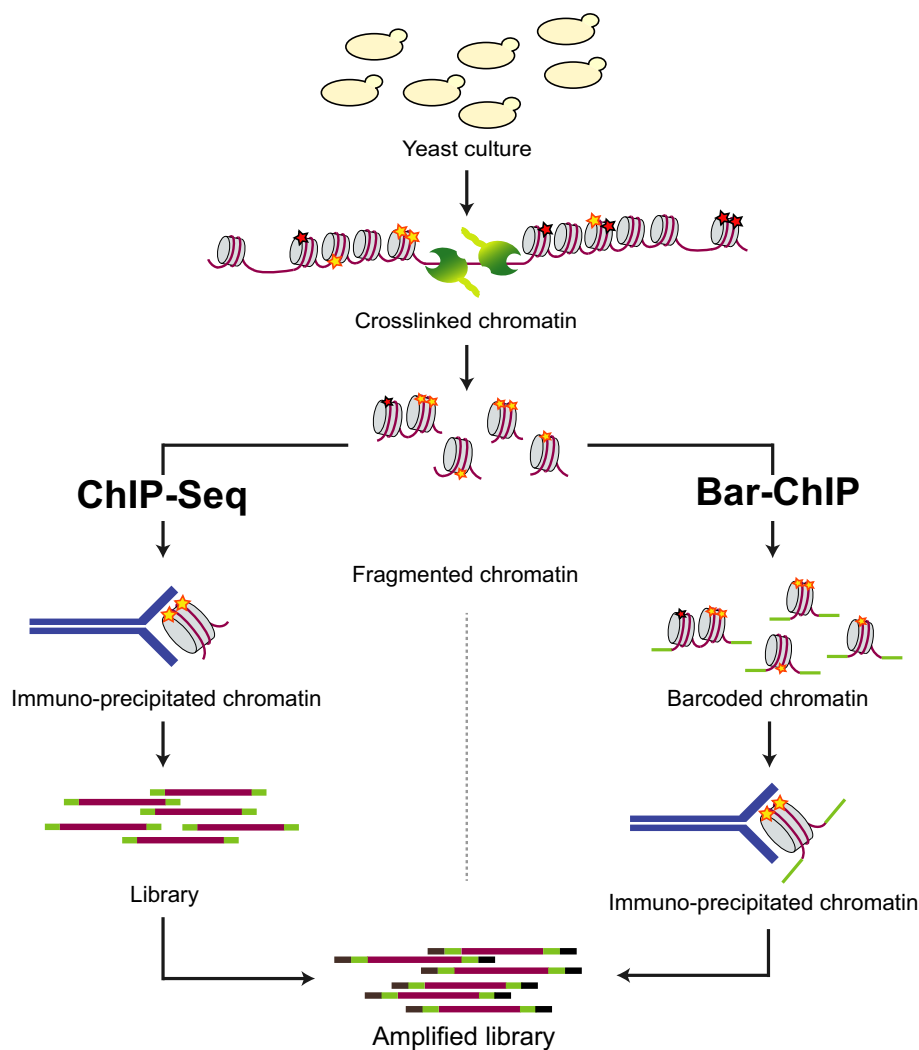 Yeast culture
Crosslinked chromatin
ChIP-Seq
Bar-ChIP
Fragmented chromatin
Immuno-precipitated chromatin
Barcoded chromatin
Library
Immuno-precipitated chromatin
Amplified library